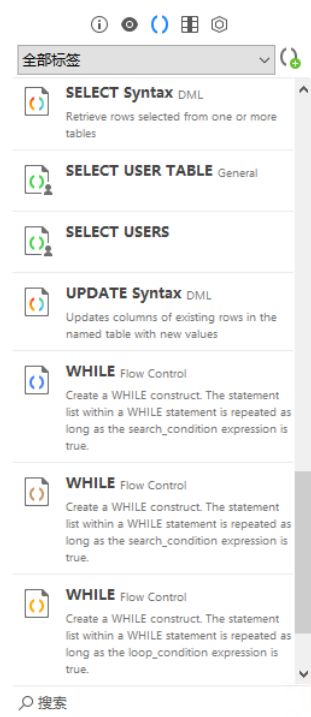 全部标签
SELECT Syntax DML
Retrieve rows selected from one or more
tables
SELECT USER TABLE General
SELECT USERS
UPDATE Syntax DML
Updates columns of existing rows in the
named table with new values
WHILE Flow Control
Create a WHILE construct. The statement
list within a WHILE statement is repeated as
long as the search_condition expression is
true.
WHILE Flow Control
Create a WHILE construct. The statement
list within a WHILE statement is repeated as
long as the search_condition expression is
true.
WHILE Flow Control
Create a WHILE construct. The statement
list within a WHILE statement is repeated as
long as the loop_condition expression is
true.
搜索